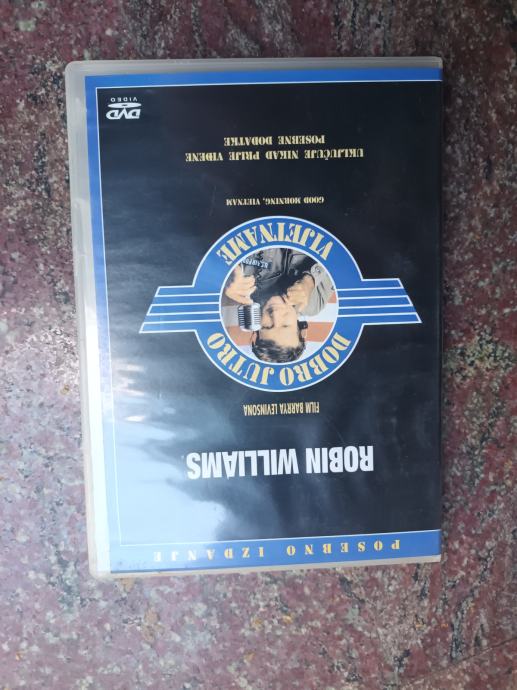 POSEBNO IZDANJE
ROBIN WILLIAMS
FILM BARRYA LEVINSONA
DOBRO JUTRO
VIJETNAME
GOOD MORNING, VIETNAM
UKLJUČUJE NIKAD PRIJE VIĐENE
POSEBNE DODATKE
DVD
VIDEO